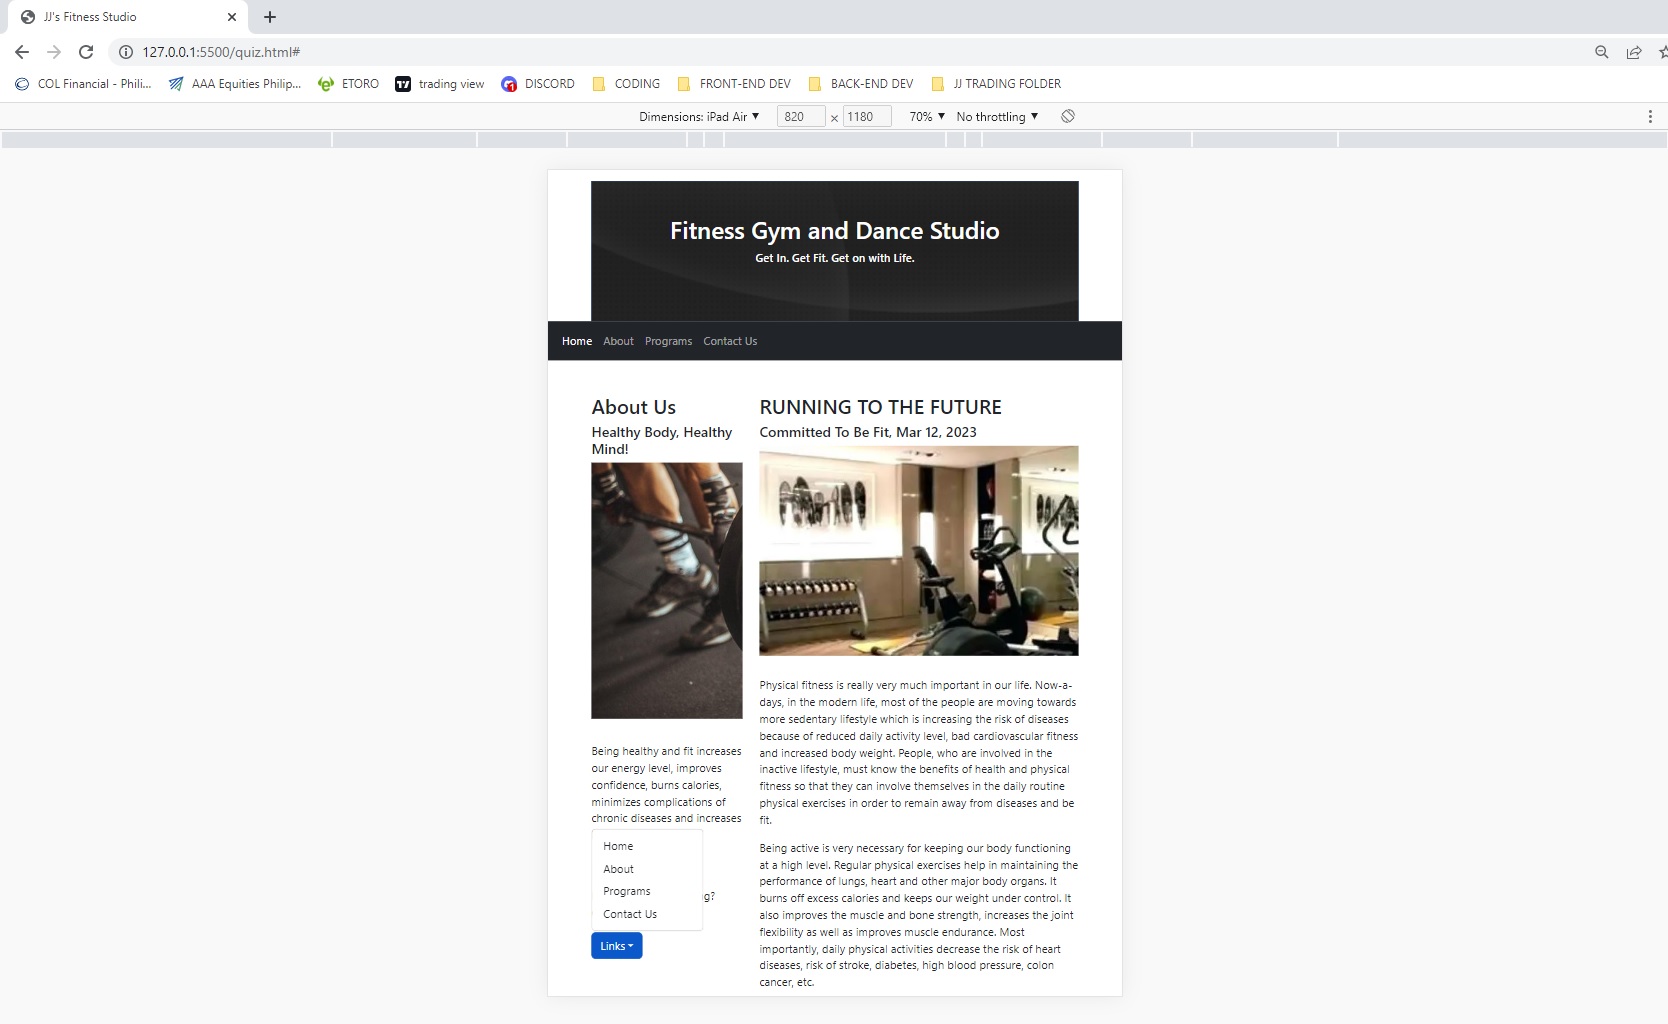 JJ's Fitness Studio
127.0.0.1:5500/quiz.html#
COL Financial - Phili... AAA Equities Philip... ETORO trading view DISCORD CODING FRONT-END DEV BACK-END DEV JJ TRADING FOLDER
Dimensions: iPad Air 820 × 1180 70% No throttling
Fitness Gym and Dance Studio
Get In. Get Fit. Get on with Life.
Home About Programs Contact Us
About Us
Healthy Body, Healthy
Mind!
Being healthy and fit increases
our energy level, improves
confidence, burns calories,
minimizes complications of
chronic diseases and increases
Home
About
Programs
g?
Contact Us
Links
RUNNING TO THE FUTURE
Committed To Be Fit, Mar 12, 2023
Physical fitness is really very much important in our life. Now-a-
days, in the modern life, most of the people are moving towards
more sedentary lifestyle which is increasing the risk of diseases
because of reduced daily activity level, bad cardiovascular fitness
and increased body weight. People, who are involved in the
inactive lifestyle, must know the benefits of health and physical
fitness so that they can involve themselves in the daily routine
physical exercises in order to remain away from diseases and be
fit.
Being active is very necessary for keeping our body functioning
at a high level. Regular physical exercises help in maintaining the
performance of lungs, heart and other major body organs. It
burns off excess calories and keeps our weight under control. It
also improves the muscle and bone strength, increases the joint
flexibility as well as improves muscle endurance. Most
importantly, daily physical activities decrease the risk of heart
diseases, risk of stroke, diabetes, high blood pressure, colon
cancer, etc.